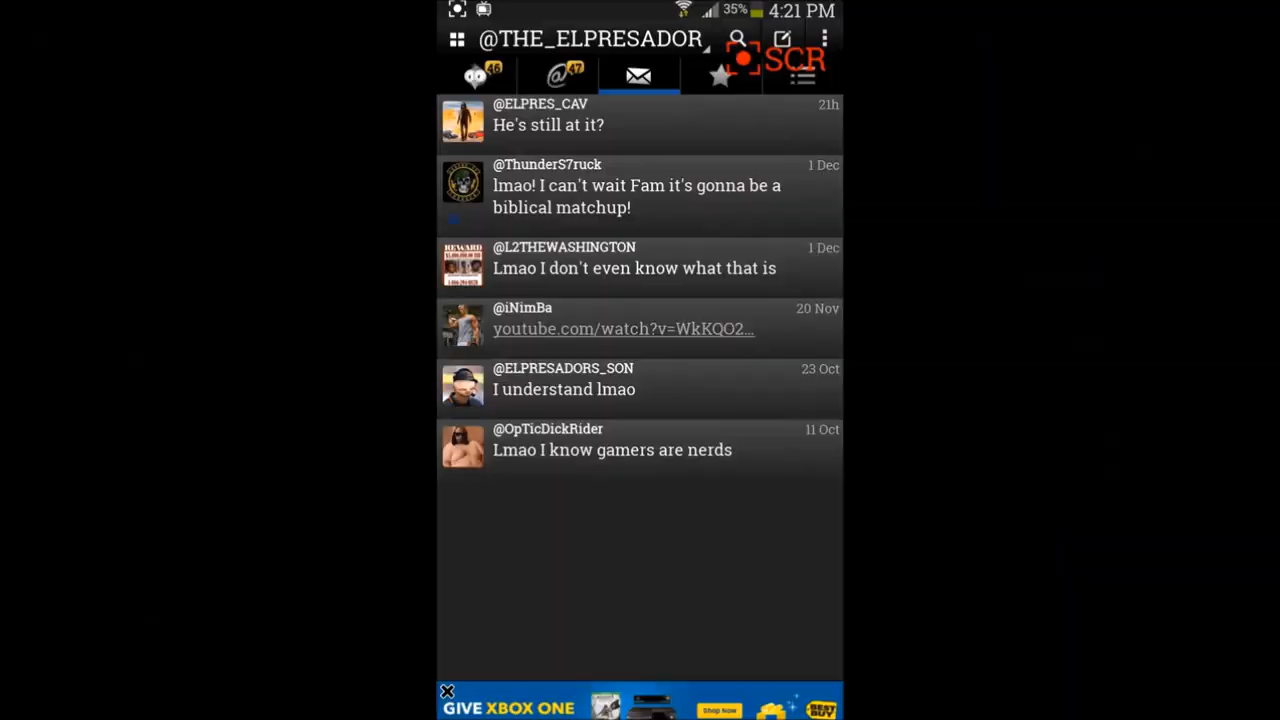 35% 4:21 PM
@THE_ELPRESADOR
SCR
46 @47
@ELPRES_CAV 21h
He's still at it?
@ThunderS7ruck 1 Dec
lmao! I can't wait Fam it's gonna be a
biblical matchup!
@L2THEWASHINGTON 1 Dec
Lmao I don't even know what that is
REWARD
@iNimBa 20 Nov
youtube.com/watch?v=WkKQO2...
@ELPRESADORS_SON 23 Oct
I understand lmao
@OpTicDickRider 11 Oct
Lmao I know gamers are nerds
GIVE XBOX ONE Shop Now BEST BUY